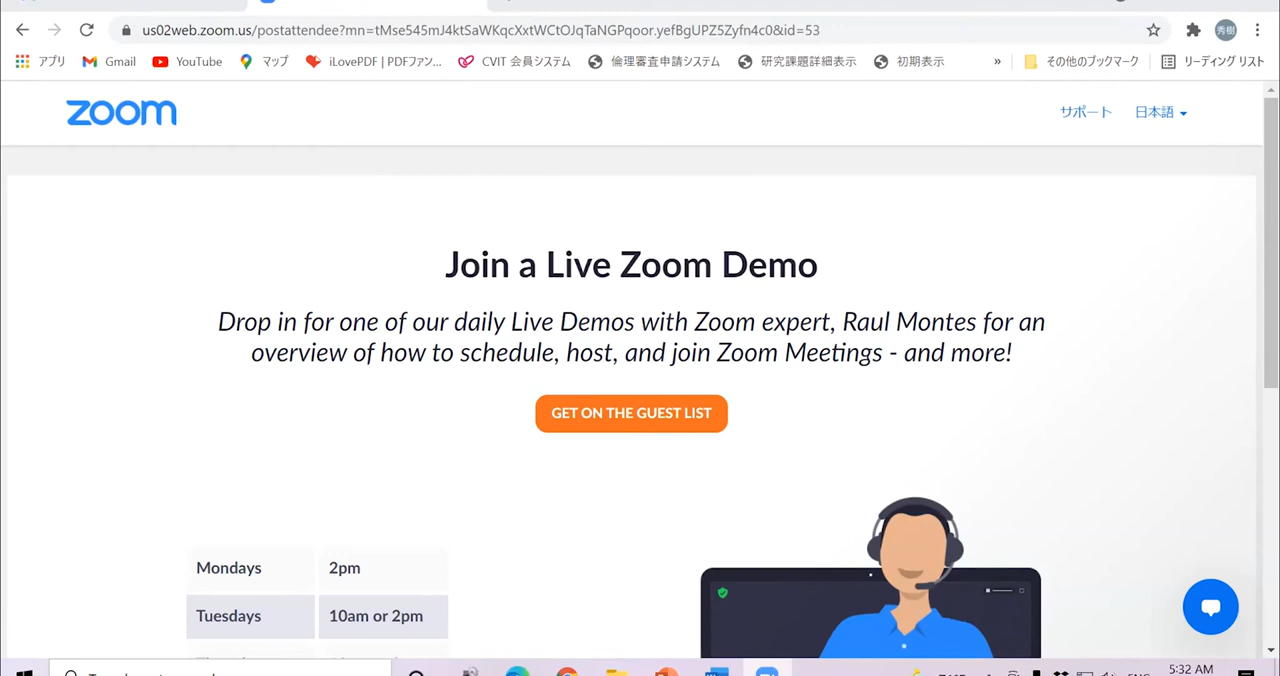 us02web.zoom.us/postattendee?mn=tMse545mJ4ktSaWKqcXxtWCtOJqTaNGPqoor.yefBgUPZ5Zyfn4c0&id=53
秀樹
アプリ Gmail YouTube マップ iLovePDF | PDFファン... CVIT 会員システム 倫理審査申請システム 研究課題詳細表示 初期表示 » その他のブックマーク リーディング リスト
zoom
サポート 日本語
Join a Live Zoom Demo
Drop in for one of our daily Live Demos with Zoom expert, Raul Montes for an
overview of how to schedule, host, and join Zoom Meetings - and more!
GET ON THE GUEST LIST
Mondays 2pm
Tuesdays 10am or 2pm
5:32 AM